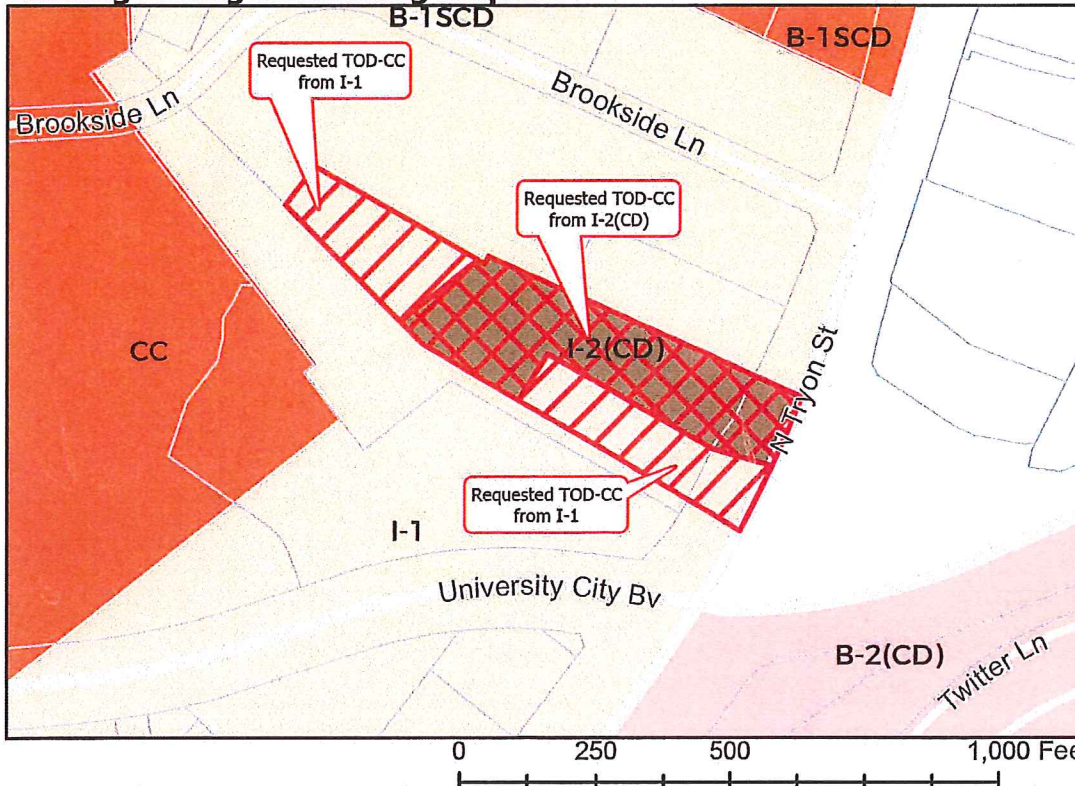 B-1SCD
B-1SCD
Requested TOD-CC
from I-1
Brookside Ln
Brookside Ln
Requested TOD-CC
from I-2(CD)
CC
I-2(CD)
N Tryon St
Requested TOD-CC
from I-1
I-1
University City Bv
B-2(CD)
Twitter Ln
0 250 500 1,000 Fee